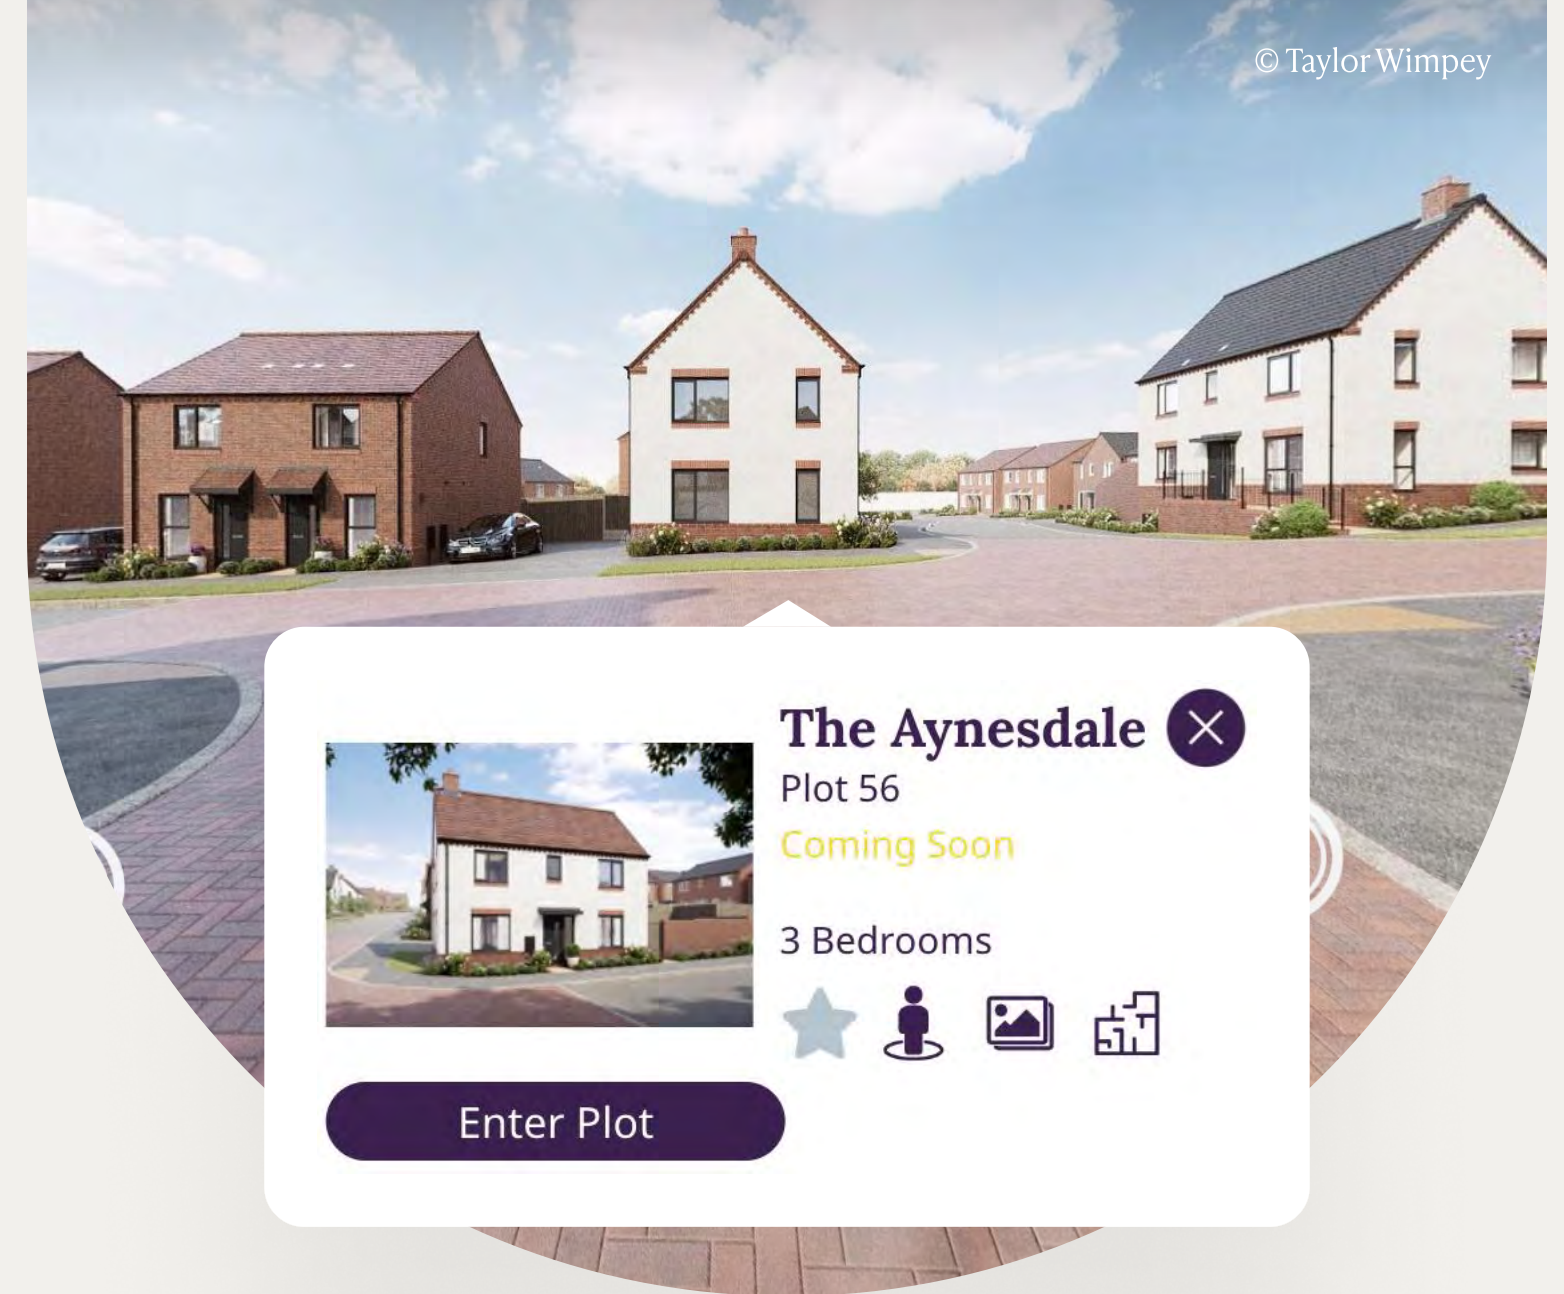 © Taylor Wimpey
The Aynesdale
Plot 56
Coming Soon
3 Bedrooms
Enter Plot